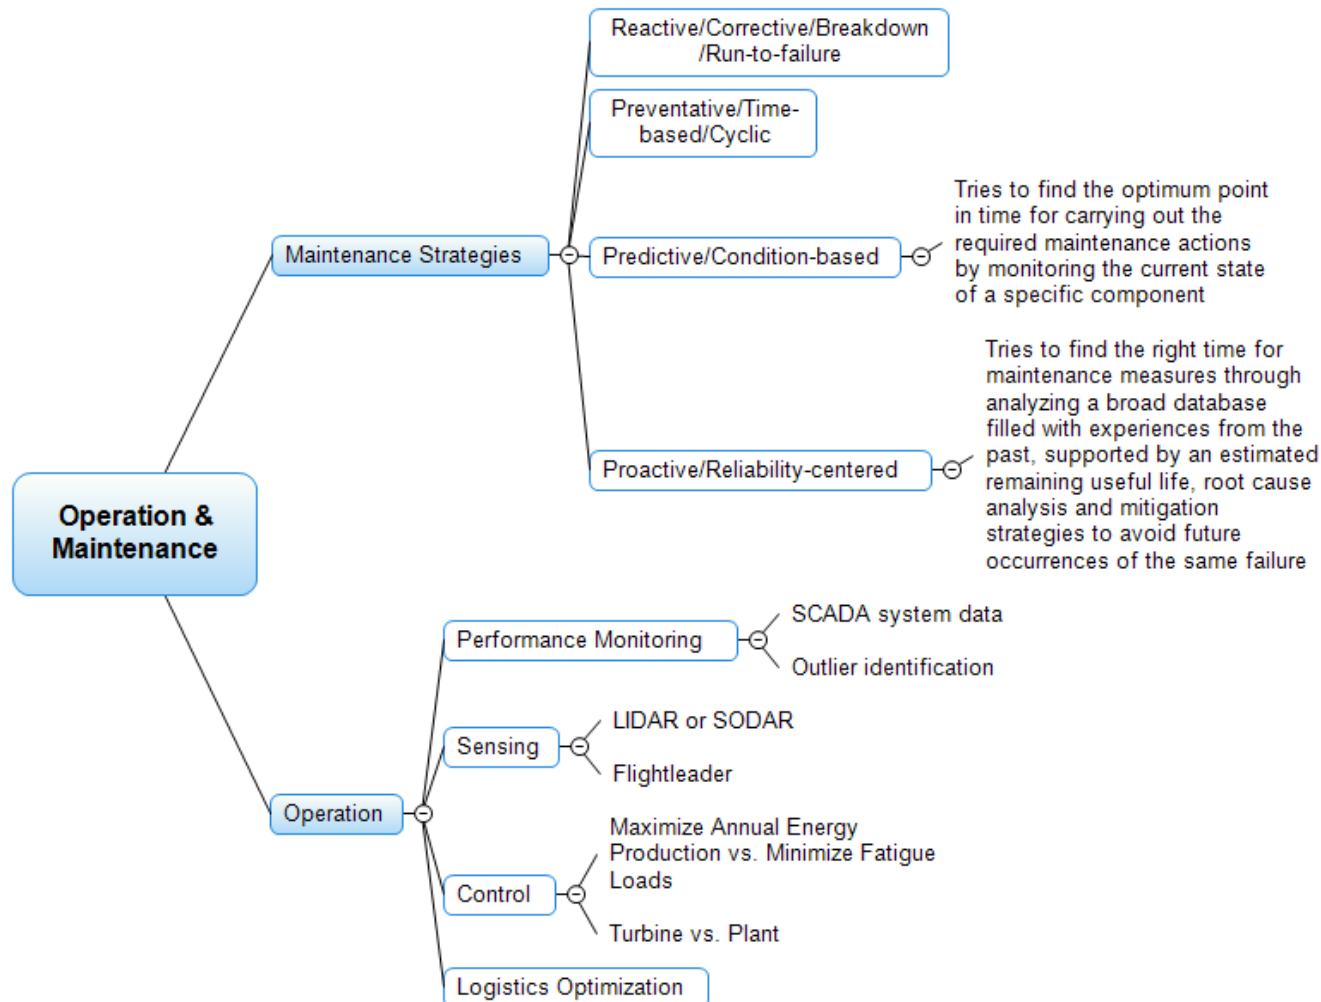 Operation &
Maintenance
Maintenance Strategies
Reactive/Corrective/Breakdown
/Run-to-failure
Preventative/Time-
based/Cyclic
Predictive/Condition-based
Tries to find the optimum point
in time for carrying out the
required maintenance actions
by monitoring the current state
of a specific component
Proactive/Reliability-centered
Tries to find the right time for
maintenance measures through
analyzing a broad database
filled with experiences from the
past, supported by an estimated
remaining useful life, root cause
analysis and mitigation
strategies to avoid future
occurrences of the same failure
Operation
Performance Monitoring
SCADA system data
Outlier identification
Sensing
LIDAR or SODAR
Flightleader
Control
Maximize Annual Energy
Production vs. Minimize Fatigue
Loads
Turbine vs. Plant
Logistics Optimization